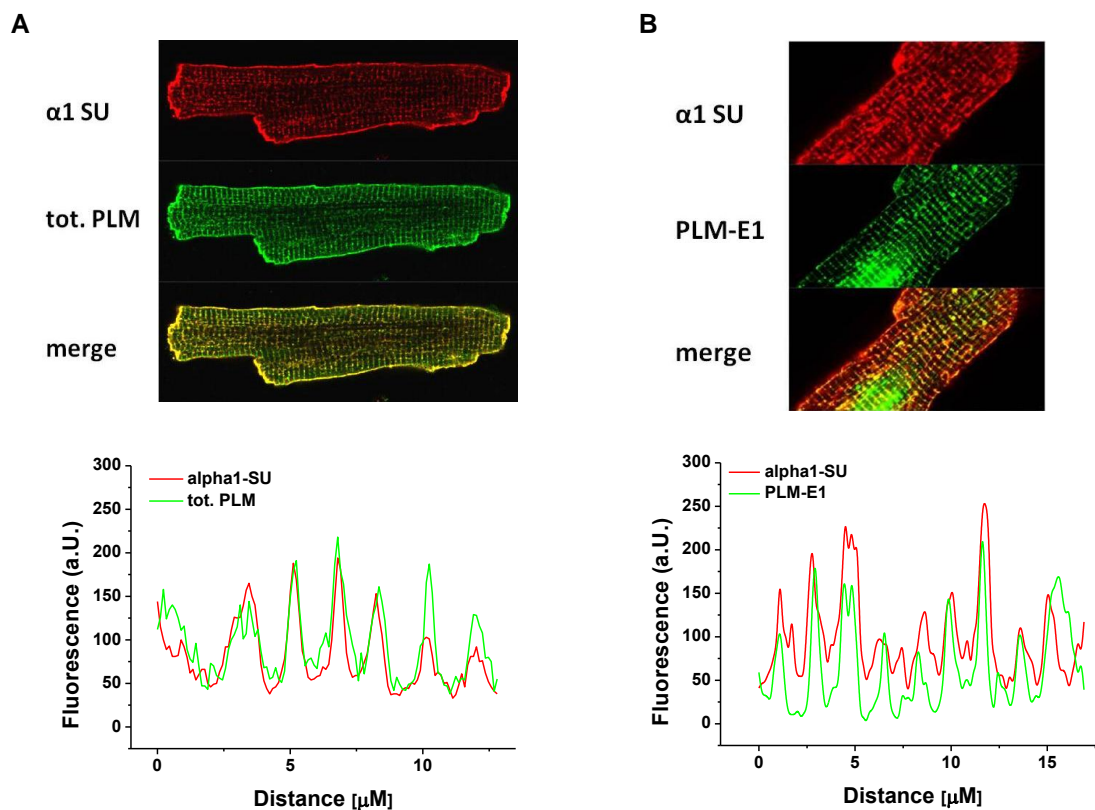 A
α1 SU
tot. PLM
merge
300
250
200
150
100
50
0
Fluorescence (a.U.)
alpha1-SU
tot. PLM
0 5 10
Distance [μM]
B
α1 SU
PLM-E1
merge
300
250
200
150
100
50
0
Fluorescence (a.U.)
alpha1-SU
PLM-E1
0 5 10 15
Distance [μM]